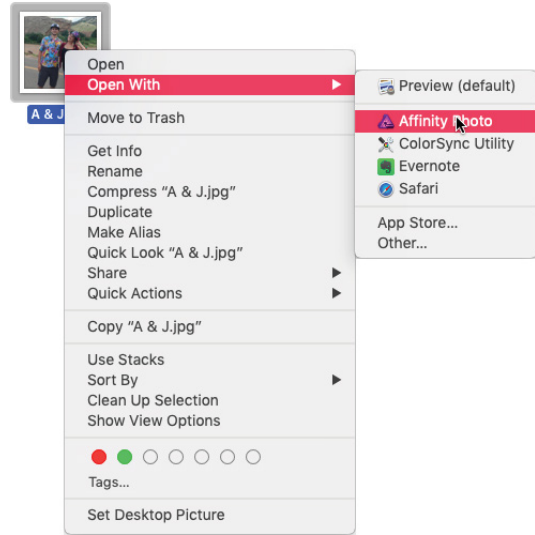 A & J
Open
Open With
Move to Trash
Get Info
Rename
Compress “A & J.jpg”
Duplicate
Make Alias
Quick Look “A & J.jpg”
Share
Quick Actions
Copy “A & J.jpg”
Use Stacks
Sort By
Clean Up Selection
Show View Options
Tags...
Set Desktop Picture
Preview (default)
Affinity Photo
ColorSync Utility
Evernote
Safari
App Store...
Other...